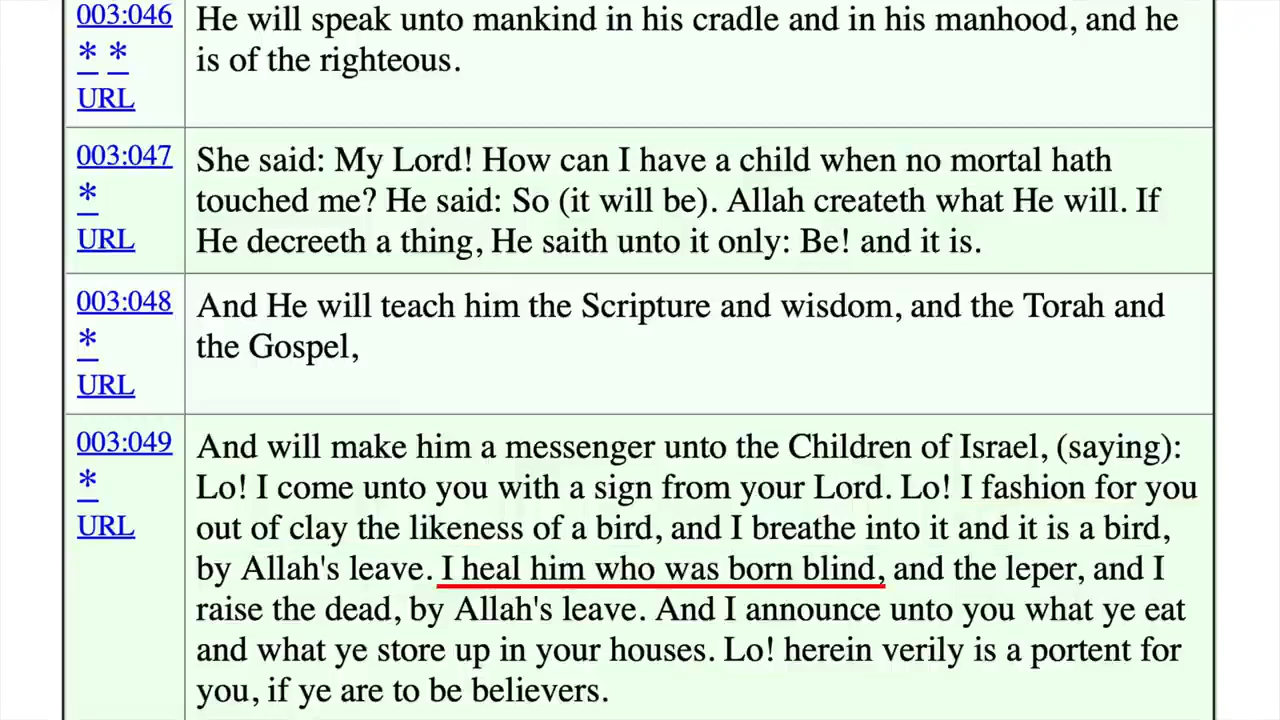 003:046
* *
URL
He will speak unto mankind in his cradle and in his manhood, and he
is of the righteous.
003:047
*
URL
She said: My Lord! How can I have a child when no mortal hath
touched me? He said: So (it will be). Allah createth what He will. If
He decreeth a thing, He saith unto it only: Be! and it is.
003:048
*
URL
And He will teach him the Scripture and wisdom, and the Torah and
the Gospel,
003:049
*
URL
And will make him a messenger unto the Children of Israel, (saying):
Lo! I come unto you with a sign from your Lord. Lo! I fashion for you
out of clay the likeness of a bird, and I breathe into it and it is a bird,
by Allah's leave. I heal him who was born blind, and the leper, and I
raise the dead, by Allah's leave. And I announce unto you what ye eat
and what ye store up in your houses. Lo! herein verily is a portent for
you, if ye are to be believers.